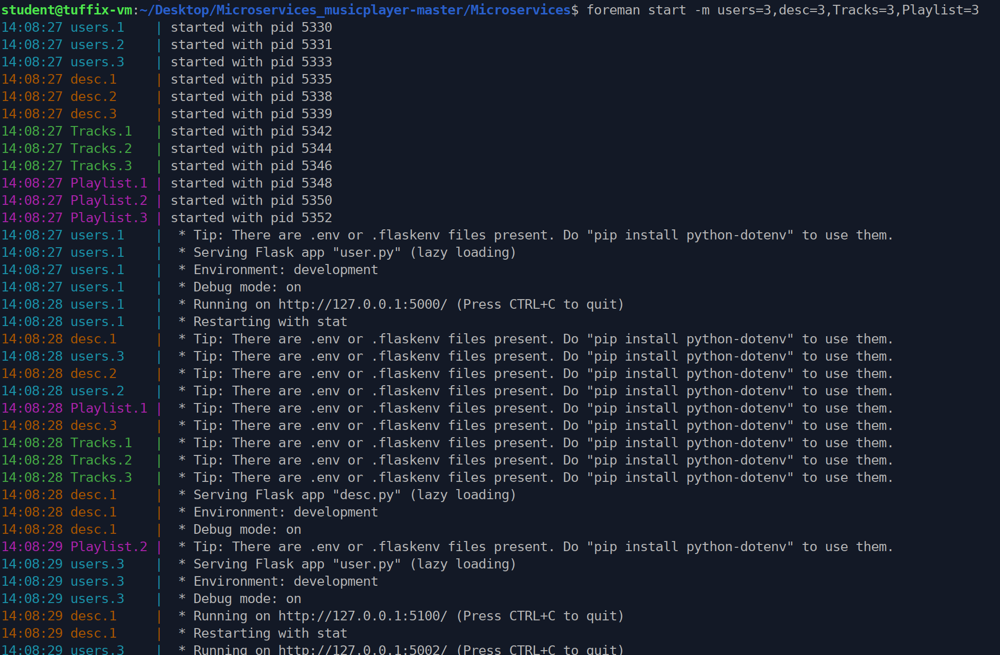 student@tuffix-vm:~/Desktop/Microservices_musicplayer-master/Microservices$ foreman start -m users=3,desc=3,Tracks=3,Playlist=3
14:08:27 users.1    | started with pid 5330
14:08:27 users.2    | started with pid 5331
14:08:27 users.3    | started with pid 5333
14:08:27 desc.1     | started with pid 5335
14:08:27 desc.2     | started with pid 5338
14:08:27 desc.3     | started with pid 5339
14:08:27 Tracks.1   | started with pid 5342
14:08:27 Tracks.2   | started with pid 5344
14:08:27 Tracks.3   | started with pid 5346
14:08:27 Playlist.1 | started with pid 5348
14:08:27 Playlist.2 | started with pid 5350
14:08:27 Playlist.3 | started with pid 5352
14:08:27 users.1    |  * Tip: There are .env or .flaskenv files present. Do "pip install python-dotenv" to use them.
14:08:27 users.1    |  * Serving Flask app "user.py" (lazy loading)
14:08:27 users.1    |  * Environment: development
14:08:27 users.1    |  * Debug mode: on
14:08:28 users.1    |  * Running on http://127.0.0.1:5000/ (Press CTRL+C to quit)
14:08:28 users.1    |  * Restarting with stat
14:08:28 desc.1     |  * Tip: There are .env or .flaskenv files present. Do "pip install python-dotenv" to use them.
14:08:28 users.3    |  * Tip: There are .env or .flaskenv files present. Do "pip install python-dotenv" to use them.
14:08:28 desc.2     |  * Tip: There are .env or .flaskenv files present. Do "pip install python-dotenv" to use them.
14:08:28 users.2    |  * Tip: There are .env or .flaskenv files present. Do "pip install python-dotenv" to use them.
14:08:28 Playlist.1 |  * Tip: There are .env or .flaskenv files present. Do "pip install python-dotenv" to use them.
14:08:28 desc.3     |  * Tip: There are .env or .flaskenv files present. Do "pip install python-dotenv" to use them.
14:08:28 Tracks.1   |  * Tip: There are .env or .flaskenv files present. Do "pip install python-dotenv" to use them.
14:08:28 Tracks.2   |  * Tip: There are .env or .flaskenv files present. Do "pip install python-dotenv" to use them.
14:08:28 Tracks.3   |  * Tip: There are .env or .flaskenv files present. Do "pip install python-dotenv" to use them.
14:08:28 desc.1     |  * Serving Flask app "desc.py" (lazy loading)
14:08:28 desc.1     |  * Environment: development
14:08:28 desc.1     |  * Debug mode: on
14:08:29 Playlist.2 |  * Tip: There are .env or .flaskenv files present. Do "pip install python-dotenv" to use them.
14:08:29 users.3    |  * Serving Flask app "user.py" (lazy loading)
14:08:29 users.3    |  * Environment: development
14:08:29 users.3    |  * Debug mode: on
14:08:29 desc.1     |  * Running on http://127.0.0.1:5100/ (Press CTRL+C to quit)
14:08:29 desc.1     |  * Restarting with stat
14:08:29 users.3    |  * Running on http://127.0.0.1:5002/ (Press CTRL+C to quit)